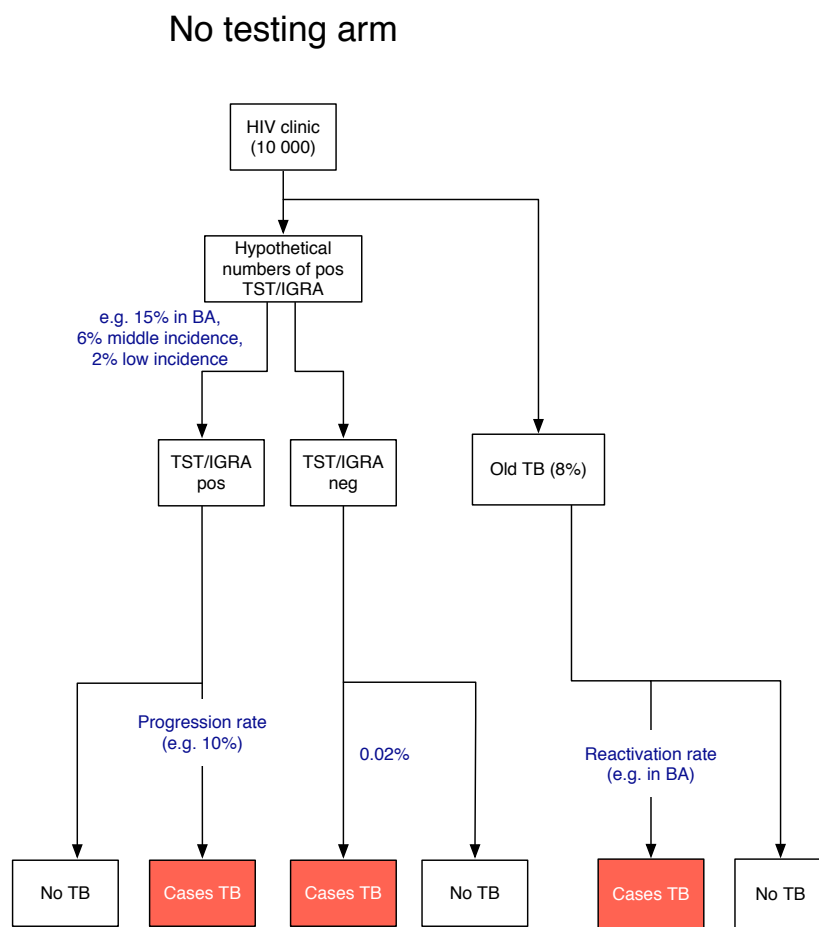 No testing arm
HIV clinic
(10 000)
Hypothetical
numbers of pos
TST/IGRA
e.g. 15% in BA,
6% middle incidence,
2% low incidence
TST/IGRA
pos
TST/IGRA
neg
Old TB (8%)
Progression rate
(e.g. 10%)
0.02%
Reactivation rate
(e.g. in BA)
No TB
Cases TB
Cases TB
No TB
Cases TB
No TB